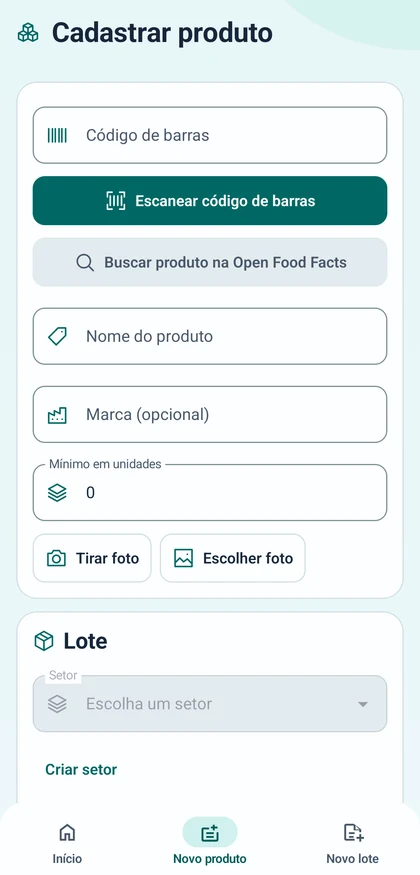 Cadastrar produto
Código de barras
Escanear código de barras
Buscar produto na Open Food Facts
Nome do produto
Marca (opcional)
Mínimo em unidades
0
Tirar foto
Escolher foto
Lote
Setor
Escolha um setor
Criar setor
Início
Novo produto
Novo lote